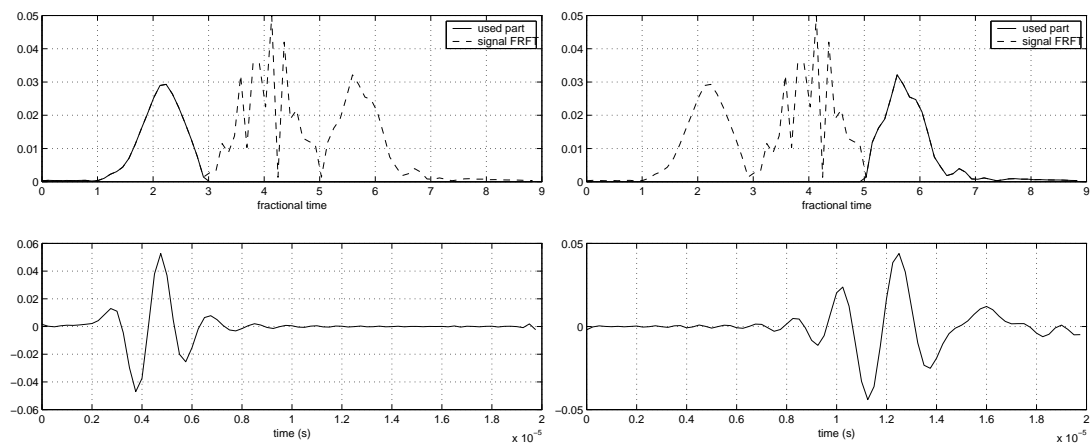 0.05
0.04
0.03
0.02
0.01
0
0 1 2 3 4 5 6 7 8 9
fractional time
used part
signal FRFT
0.05
0.04
0.03
0.02
0.01
0
0 1 2 3 4 5 6 7 8 9
fractional time
used part
signal FRFT
0.06
0.04
0.02
0
−0.02
−0.04
−0.06
0 0.2 0.4 0.6 0.8 1 1.2 1.4 1.6 1.8 2
time (s)
x 10⁻⁵
0.05
0
−0.05
0 0.2 0.4 0.6 0.8 1 1.2 1.4 1.6 1.8 2
time (s)
x 10⁻⁵